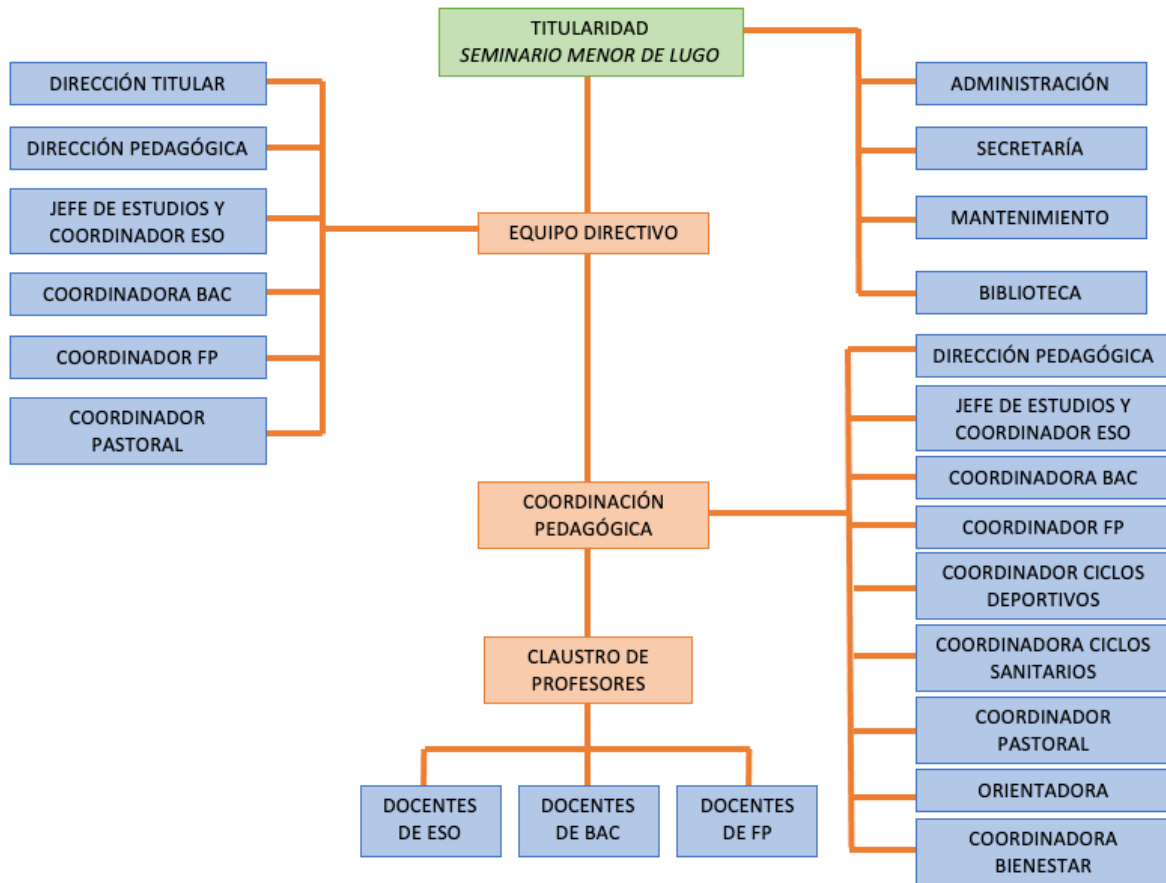 TITULARIDAD
SEMINARIO MENOR DE LUGO
DIRECCIÓN TITULAR
DIRECCIÓN PEDAGÓGICA
JEFE DE ESTUDIOS Y
COORDINADOR ESO
COORDINADORA BAC
COORDINADOR FP
COORDINADOR
PASTORAL
EQUIPO DIRECTIVO
ADMINISTRACIÓN
SECRETARÍA
MANTENIMIENTO
BIBLIOTECA
COORDINACIÓN
PEDAGÓGICA
DIRECCIÓN PEDAGÓGICA
JEFE DE ESTUDIOS Y
COORDINADOR ESO
COORDINADORA BAC
COORDINADOR FP
COORDINADOR CICLOS
DEPORTIVOS
COORDINADORA CICLOS
SANITARIOS
COORDINADOR
PASTORAL
ORIENTADORA
COORDINADORA
BIENESTAR
CLAUSTRO DE
PROFESORES
DOCENTES
DE ESO
DOCENTES
DE BAC
DOCENTES
DE FP